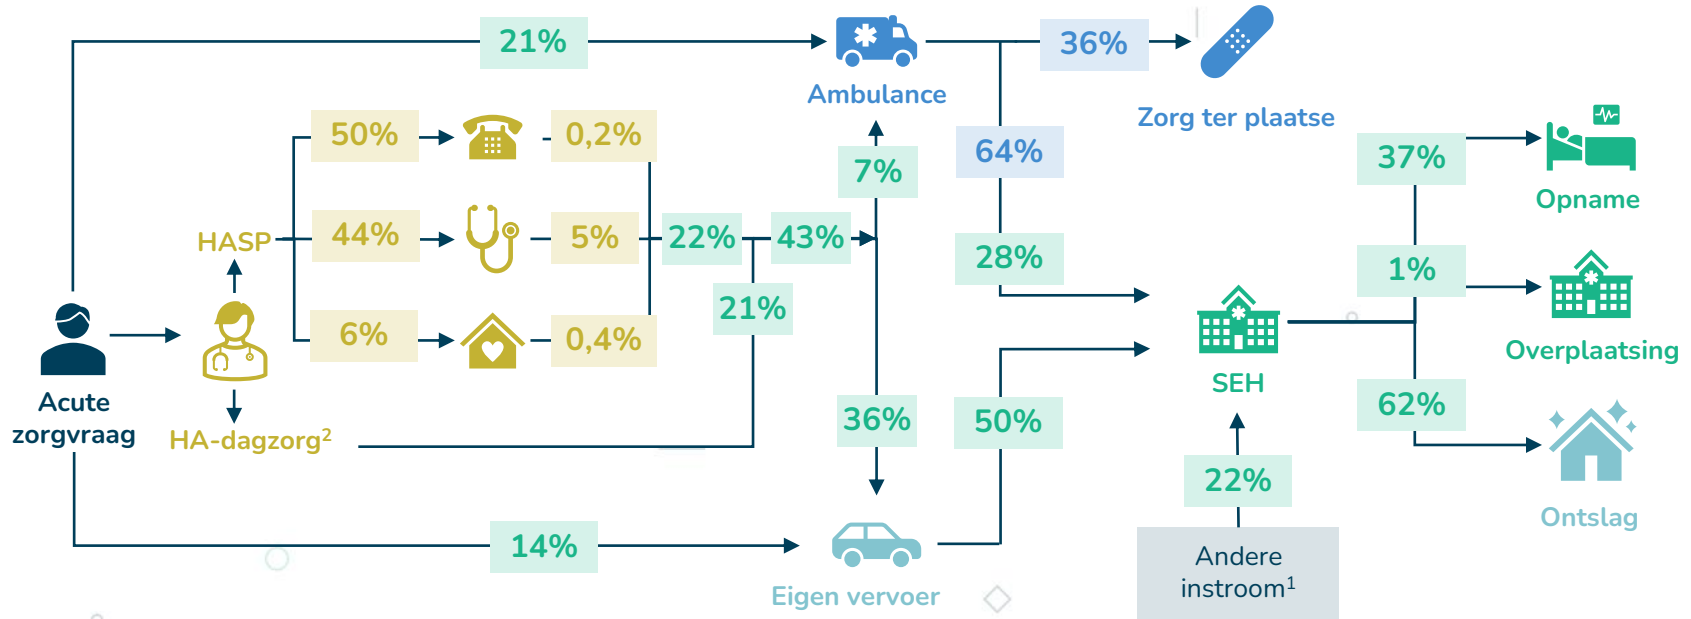 21%
Ambulance
36%
Zorg ter plaatse
50%
0,2%
64%
7%
37%
Opname
HASP
44%
5%
22%
43%
28%
1%
21%
6%
0,4%
Overplaatsing
SEH
Acute
zorgvraag
HA-dagzorg²
36%
50%
62%
22%
14%
Ontslag
Andere
instroom¹
Eigen vervoer